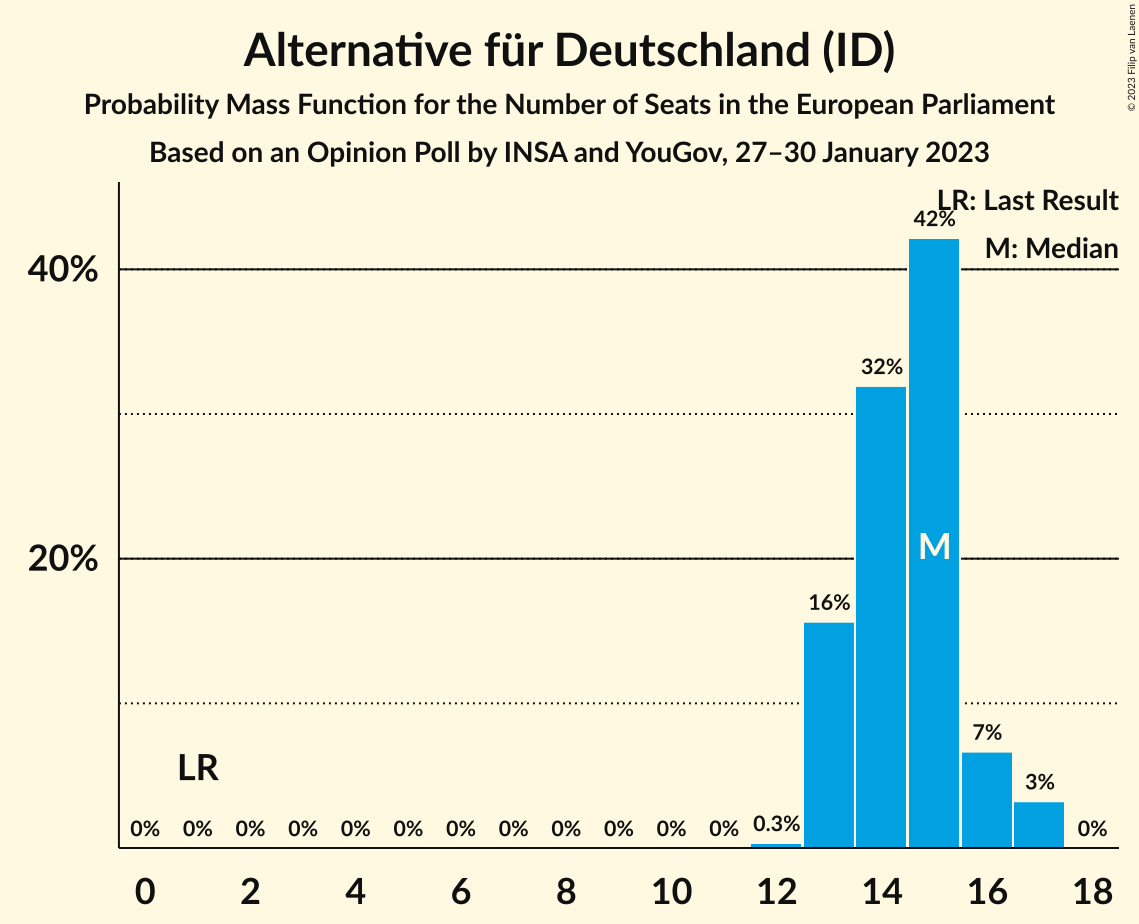 Alternative für Deutschland (ID)
Probability Mass Function for the Number of Seats in the European Parliament
Based on an Opinion Poll by INSA and YouGov, 27–30 January 2023
© 2023 Filip van Laenen
LR: Last Result
M: Median
40%
20%
42%
32%
M
16%
7%
3%
LR
0% 0% 0% 0% 0% 0% 0% 0% 0% 0% 0% 0% 0.3% 0%
0 2 4 6 8 10 12 14 16 18